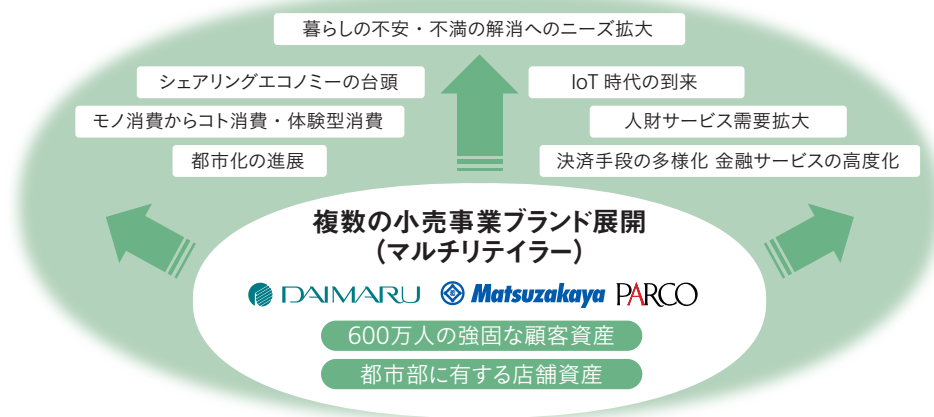 暮らしの不安・不満の解消へのニーズ拡大
シェアリングエコノミーの台頭
IoT 時代の到来
モノ消費からコト消費・体験型消費
人財サービス需要拡大
都市化の進展
決済手段の多様化 金融サービスの高度化
複数の小売事業ブランド展開
(マルチリテイラー)
DAIMARU Matsuzakaya PARCO
600万人の強固な顧客資産
都市部に有する店舗資産